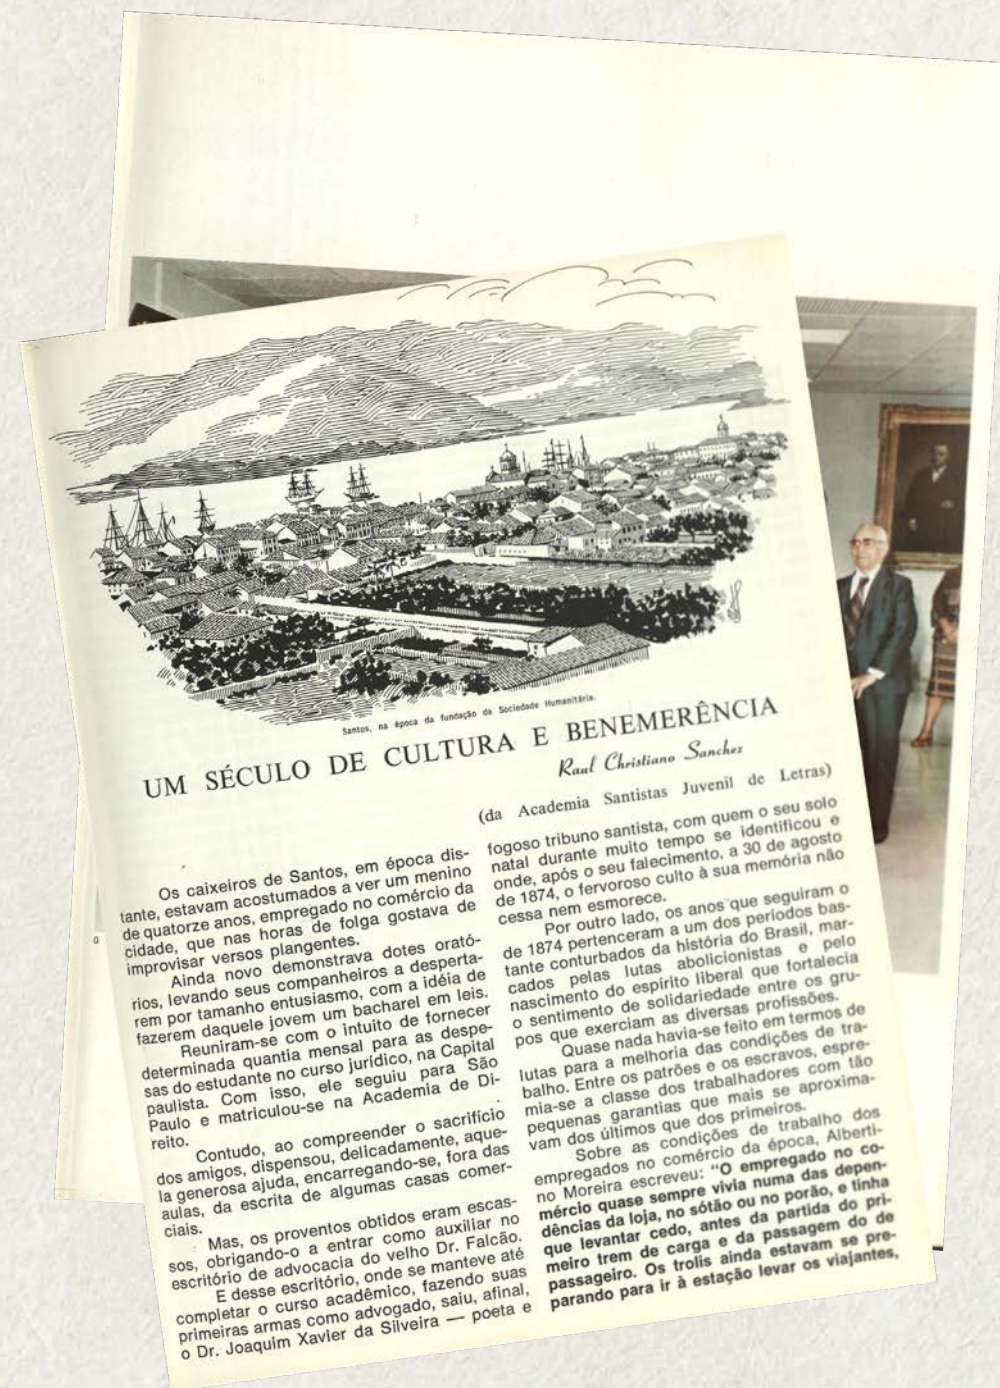 Santos, na época da fundação da Sociedade Humanitária.
UM SÉCULO DE CULTURA E BENEMERÊNCIA
Raul Christiano Sanchez
(da Academia Santistas Juvenil de Letras)
Os caixeiros de Santos, em época dis-
tante, estavam acostumados a ver um menino
de quatorze anos, empregado no comércio da
cidade, que nas horas de folga gostava de
improvisar versos plangentes.
Ainda novo demonstrava dotes orató-
rios, levando seus companheiros a desperta-
rem por tamanho entusiasmo, com a idéia de
fazerem daquele jovem um bacharel em leis.
Reuniram-se com o intuito de fornecer
determinada quantia mensal para as despe-
sas do estudante no curso jurídico, na Capital
paulista. Com isso, ele seguiu para São
Paulo e matriculou-se na Academia de Di-
reito.
Contudo, ao compreender o sacrifício
dos amigos, dispensou, delicadamente, aque-
la generosa ajuda, encarregando-se, fora das
aulas, da escrita de algumas casas comer-
ciais.
Mas, os proventos obtidos eram escas-
sos, obrigando-o a entrar como auxiliar no
escritório de advocacia do velho Dr. Falcão.
E desse escritório, onde se manteve até
completar o curso acadêmico, fazendo suas
primeiras armas como advogado, saiu, afinal,
o Dr. Joaquim Xavier da Silveira — poeta e
fogoso tribuno santista, com quem o seu solo
natal durante muito tempo se identificou e
onde, após o seu falecimento, a 30 de agosto
de 1874, o fervoroso culto à sua memória não
cessa nem esmorece.
Por outro lado, os anos que seguiram o
de 1874 pertenceram a um dos períodos bas-
tante conturbados da história do Brasil, mar-
cados pelas lutas abolicionistas e pelo
nascimento do espírito liberal que fortalecia
o sentimento de solidariedade entre os gru-
pos que exerciam as diversas profissões.
Quase nada havia-se feito em termos de
lutas para a melhoria das condições de tra-
balho. Entre os patrões e os escravos, espre-
mia-se a classe dos trabalhadores com tão
pequenas garantias que mais se aproxima-
vam dos últimos que dos primeiros.
Sobre as condições de trabalho dos
empregados no comércio da época, Alberti-
no Moreira escreveu: “O empregado no co-
mércio quase sempre vivia numa das depen-
dências da loja, no sótão ou no porão, e tinha
que levantar cedo, antes da partida do pri-
meiro trem de carga e da passagem do de
passageiro. Os trolis ainda estavam se pre-
parando para ir à estação levar os viajantes,